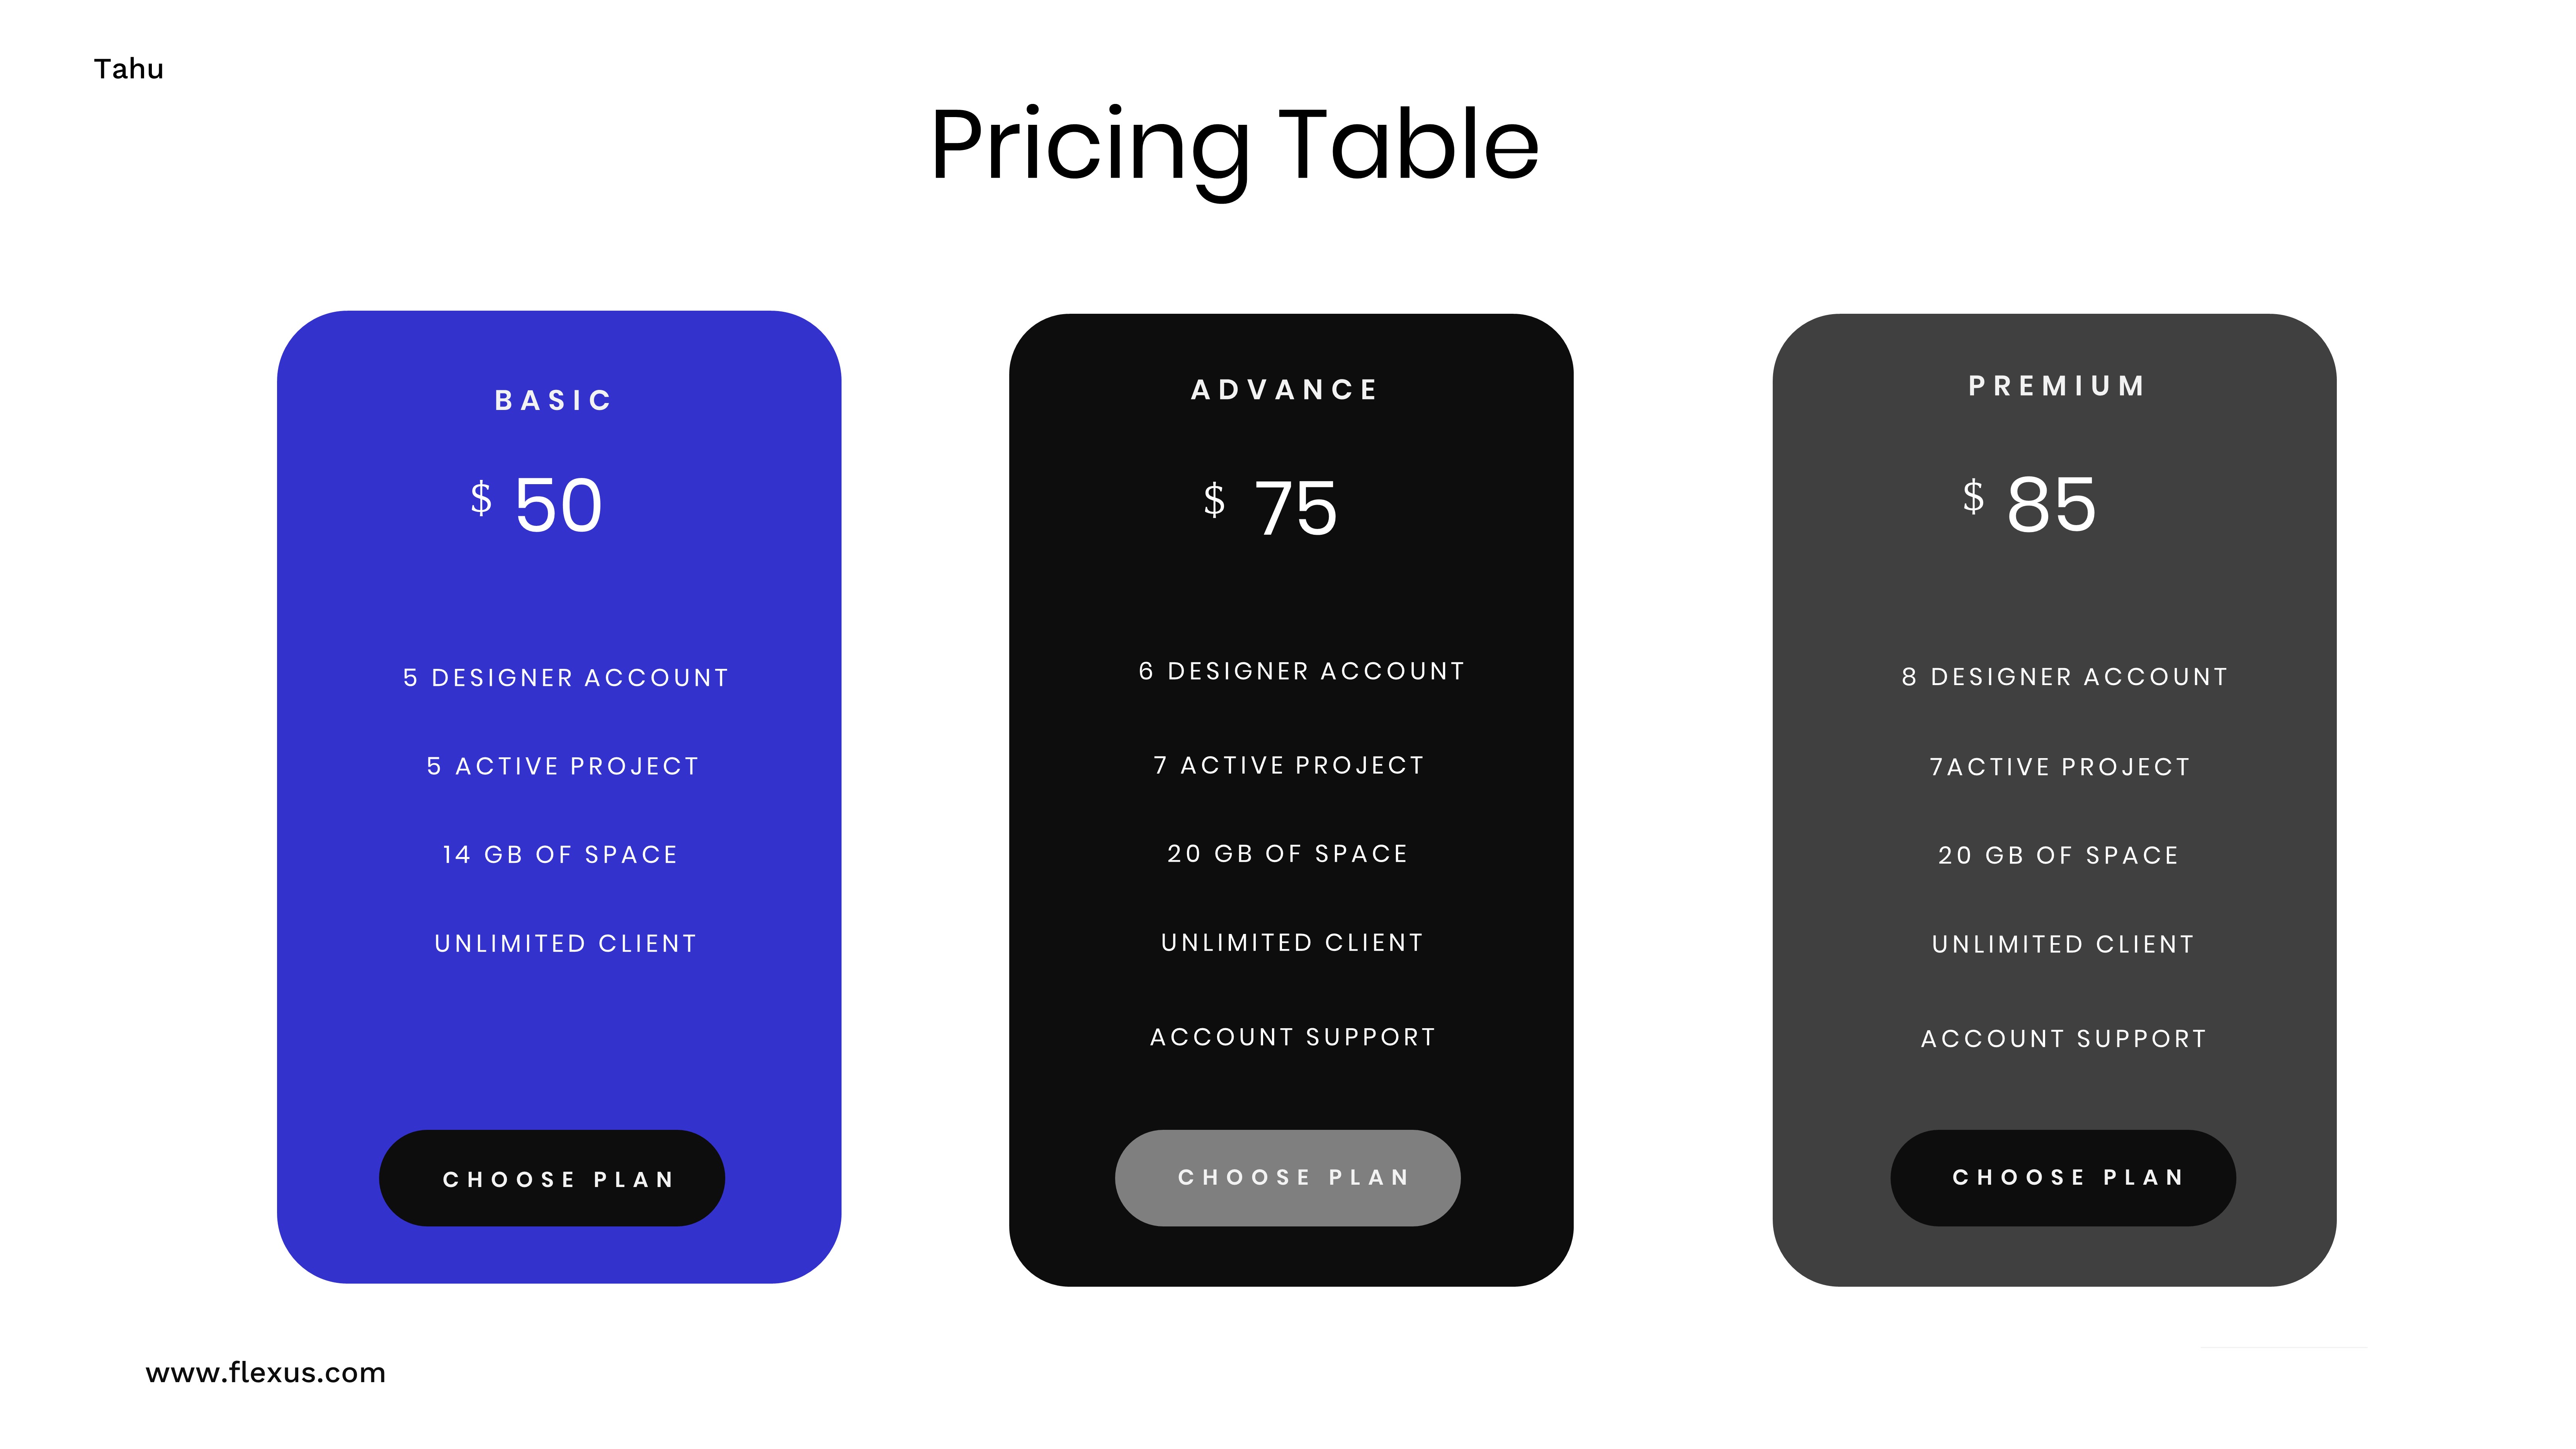 Tahu
Pricing Table
BASIC
$ 50
5 DESIGNER ACCOUNT
5 ACTIVE PROJECT
14 GB OF SPACE
UNLIMITED CLIENT
CHOOSE PLAN
ADVANCE
$ 75
6 DESIGNER ACCOUNT
7 ACTIVE PROJECT
20 GB OF SPACE
UNLIMITED CLIENT
ACCOUNT SUPPORT
CHOOSE PLAN
PREMIUM
$ 85
8 DESIGNER ACCOUNT
7ACTIVE PROJECT
20 GB OF SPACE
UNLIMITED CLIENT
ACCOUNT SUPPORT
CHOOSE PLAN
www.flexus.com